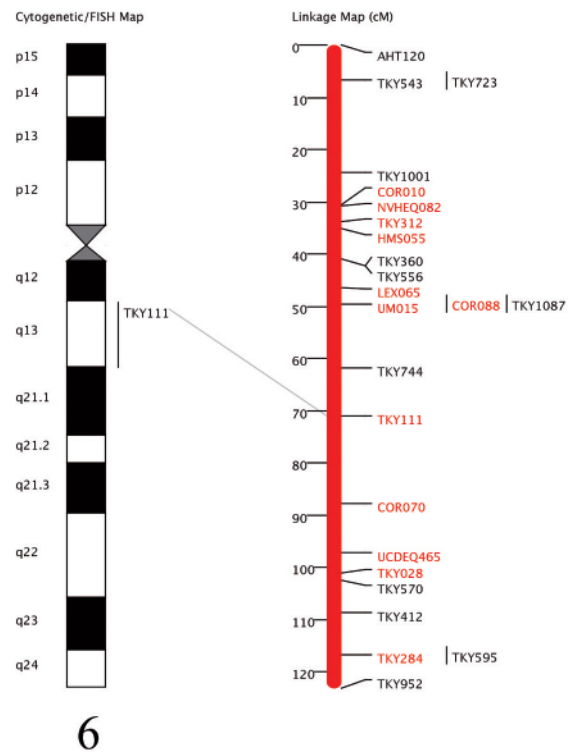 Cytogenetic/FISH Map
p15
p14
p13
p12
q12
q13
TKY111
q21.1
q21.2
q21.3
q22
q23
q24
6
Linkage Map (cM)
0
10
20
30
40
50
60
70
80
90
100
110
120
AHT120
TKY543 TKY723
TKY1001
COR010
NVHEQ082
TKY312
HMS055
TKY360
TKY556
LEX065
UM015 COR088 TKY1087
TKY744
TKY111
COR070
UCDEQ465
TKY028
TKY570
TKY412
TKY284 TKY595
TKY952